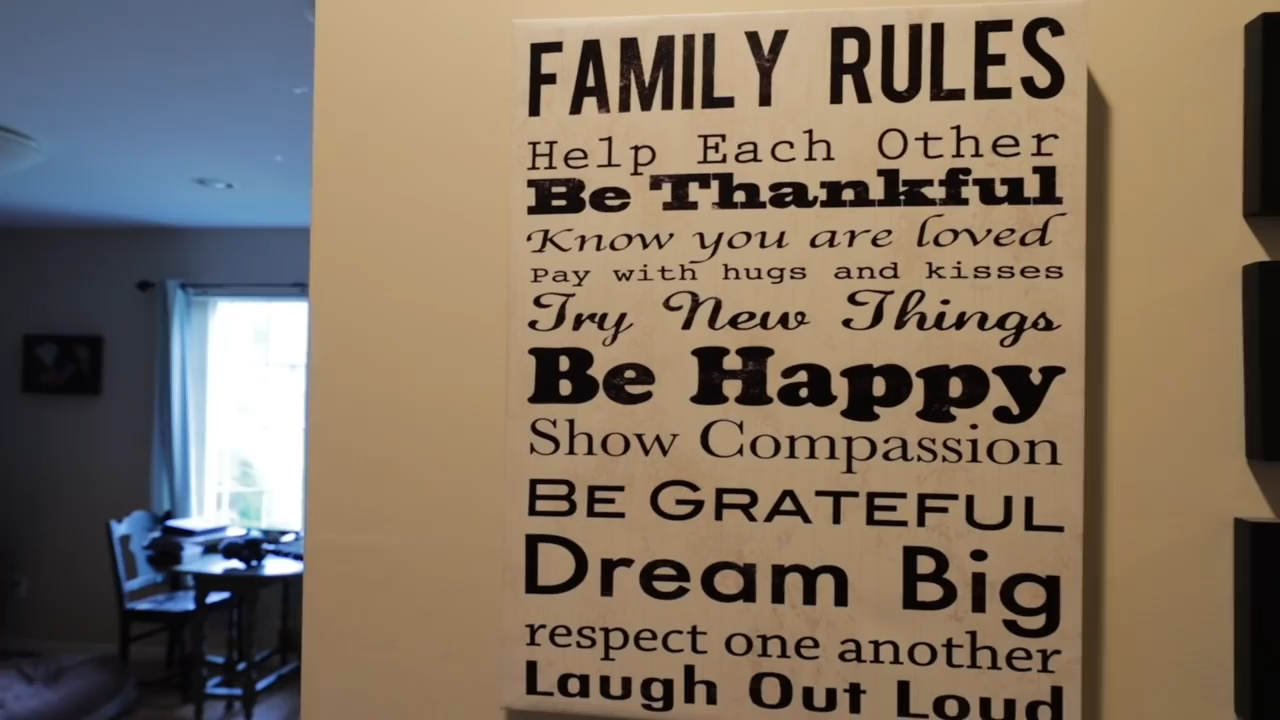 FAMILY RULES
Help Each Other
Be Thankful
Know you are loved
Pay with hugs and kisses
Try New Things
Be Happy
Show Compassion
BE GRATEFUL
Dream Big
respect one another
Laugh Out Loud